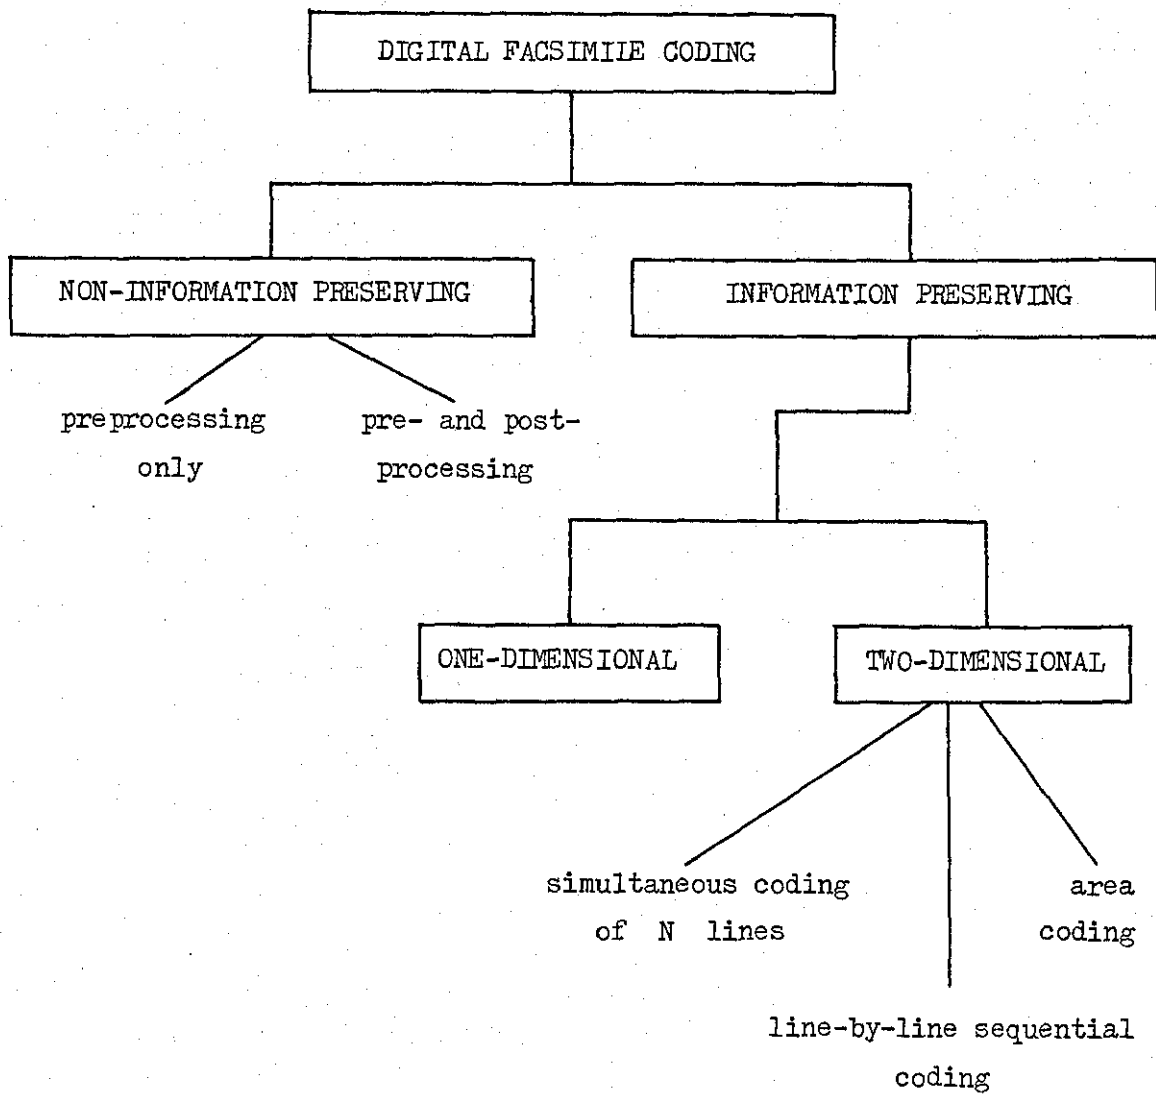 DIGITAL FACSIMILE CODING
NON-INFORMATION PRESERVING
INFORMATION PRESERVING
preprocessing
only
pre- and post-
processing
ONE-DIMENSIONAL
TWO-DIMENSIONAL
simultaneous coding
of N lines
area
coding
line-by-line sequential
coding